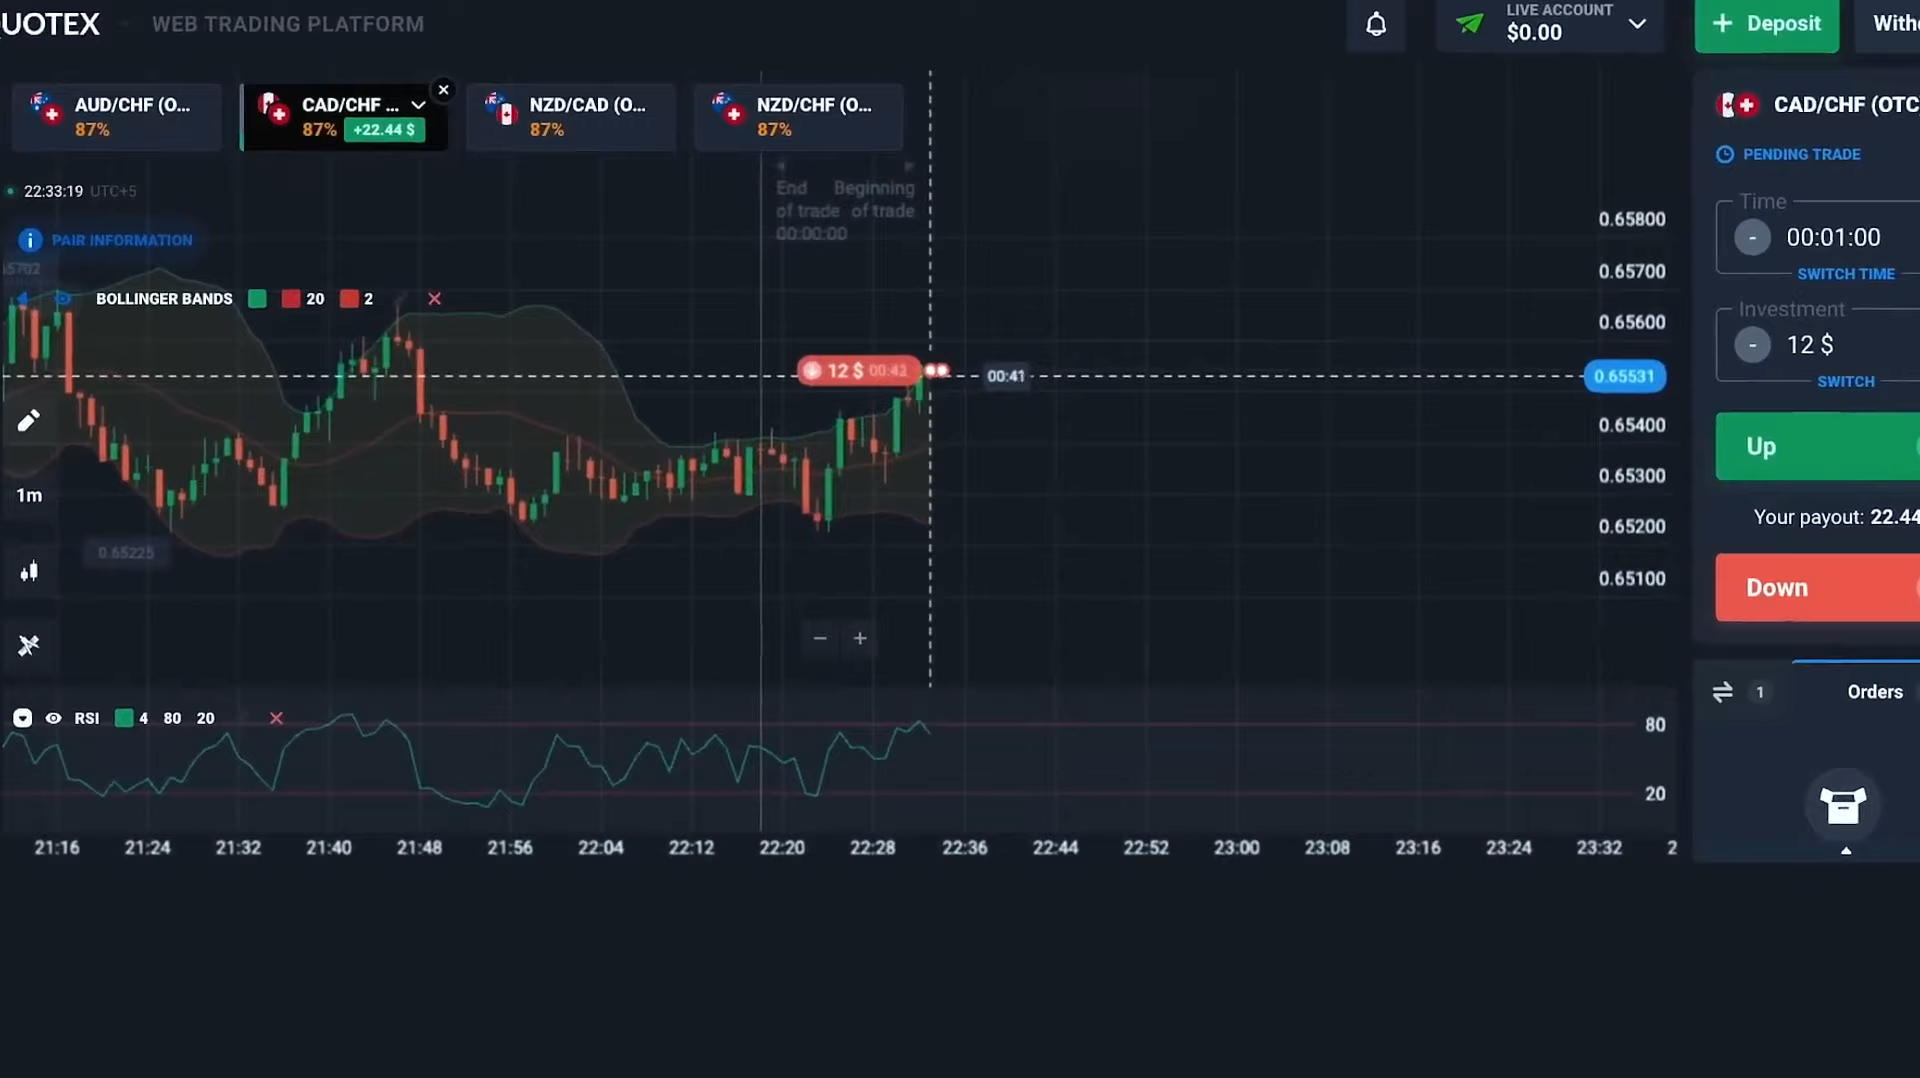 UOTEX WEB TRADING PLATFORM
LIVE ACCOUNT
$0.00
+ Deposit
With
AUD/CHF (O...
87%
CAD/CHF ...
87% +22.44 $
NZD/CAD (O...
87%
NZD/CHF (O...
87%
CAD/CHF (OTC
PENDING TRADE
22:33:19 UTC+5
End Beginning
of trade of trade
00:00:00
PAIR INFORMATION
BOLLINGER BANDS 20 2
12 $ 00:42
00:41
0.65800
0.65700
0.65600
0.65531
0.65400
0.65300
0.65200
0.65100
Time
- 00:01:00
SWITCH TIME
Investment
- 12 $
SWITCH
Up
Your payout: 22.44
Down
1m
0.65225
− +
RSI 4 80 20
80
20
1 Orders
21:16 21:24 21:32 21:40 21:48 21:56 22:04 22:12 22:20 22:28 22:36 22:44 22:52 23:00 23:08 23:16 23:24 23:32 2